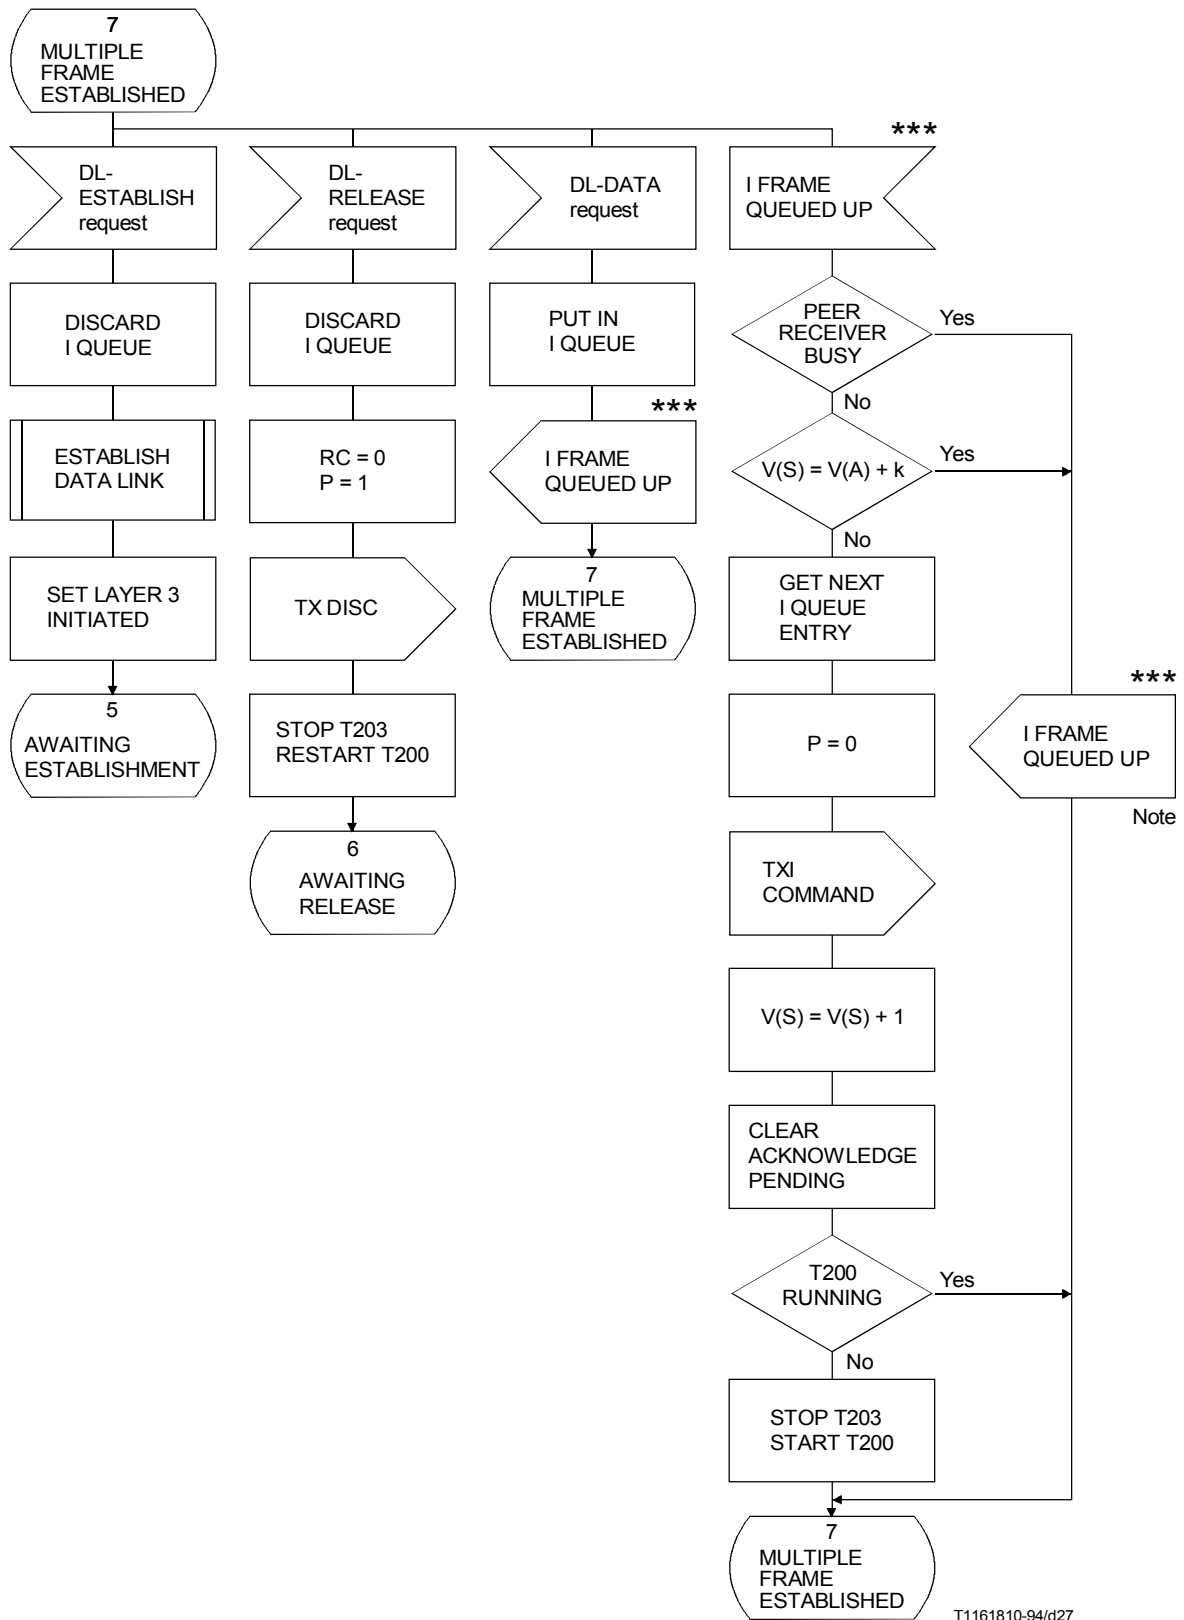 7
MULTIPLE
FRAME
ESTABLISHED
DL-
ESTABLISH
request
DISCARD
I QUEUE
ESTABLISH
DATA LINK
SET LAYER 3
INITIATED
5
AWAITING
ESTABLISHMENT
DL-
RELEASE
request
DISCARD
I QUEUE
RC = 0
P = 1
TX DISC
STOP T203
RESTART T200
6
AWAITING
RELEASE
DL-DATA
request
PUT IN
I QUEUE
***
I FRAME
QUEUED UP
7
MULTIPLE
FRAME
ESTABLISHED
***
I FRAME
QUEUED UP
PEER
RECEIVER
BUSY
Yes
No
V(S) = V(A) + k
Yes
No
GET NEXT
I QUEUE
ENTRY
P = 0
TXI
COMMAND
V(S) = V(S) + 1
CLEAR
ACKNOWLEDGE
PENDING
T200
RUNNING
Yes
No
STOP T203
START T200
***
I FRAME
QUEUED UP
Note
7
MULTIPLE
FRAME
ESTABLISHED
T1161810-94/d27